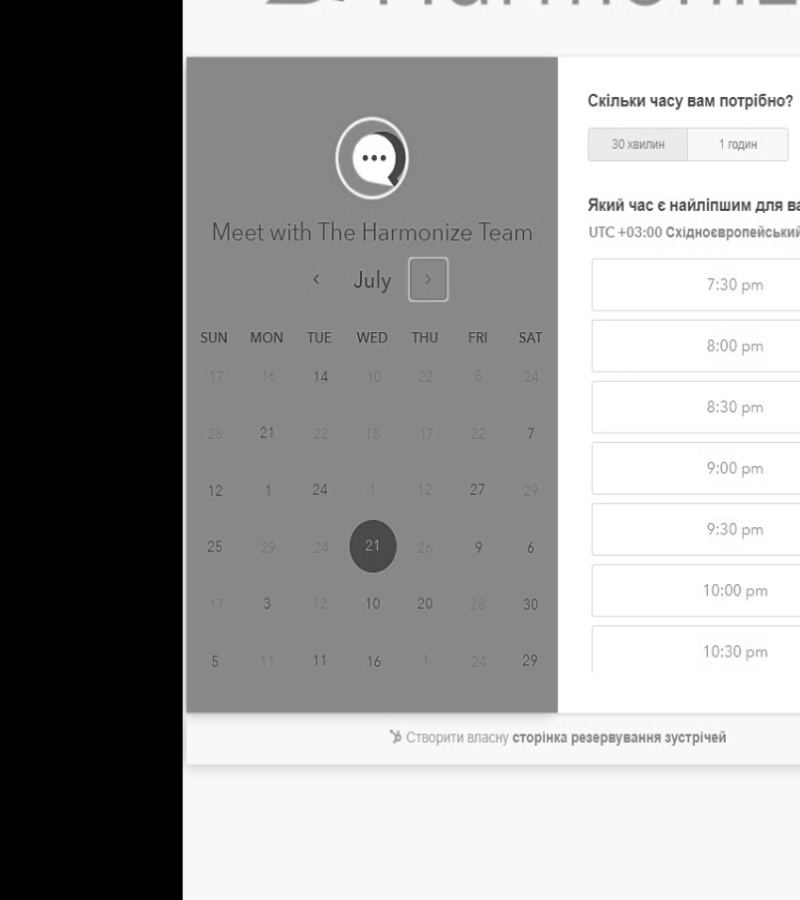 Meet with The Harmonize Team
July
SUN MON TUE WED THU FRI SAT
17 16 14 10 22 8 24
28 21 22 18 17 22 7
12 1 24 1 12 27 29
25 29 24 21 26 9 6
17 3 12 10 20 28 30
5 11 11 16 1 24 29
Скільки часу вам потрібно?
30 хвилин 1 годин
Який час є найліпшим для
UTC +03:00 Східноєвропейський
7:30 pm
8:00 pm
8:30 pm
9:00 pm
9:30 pm
10:00 pm
10:30 pm
Створити власну сторінка резервування зустрічей